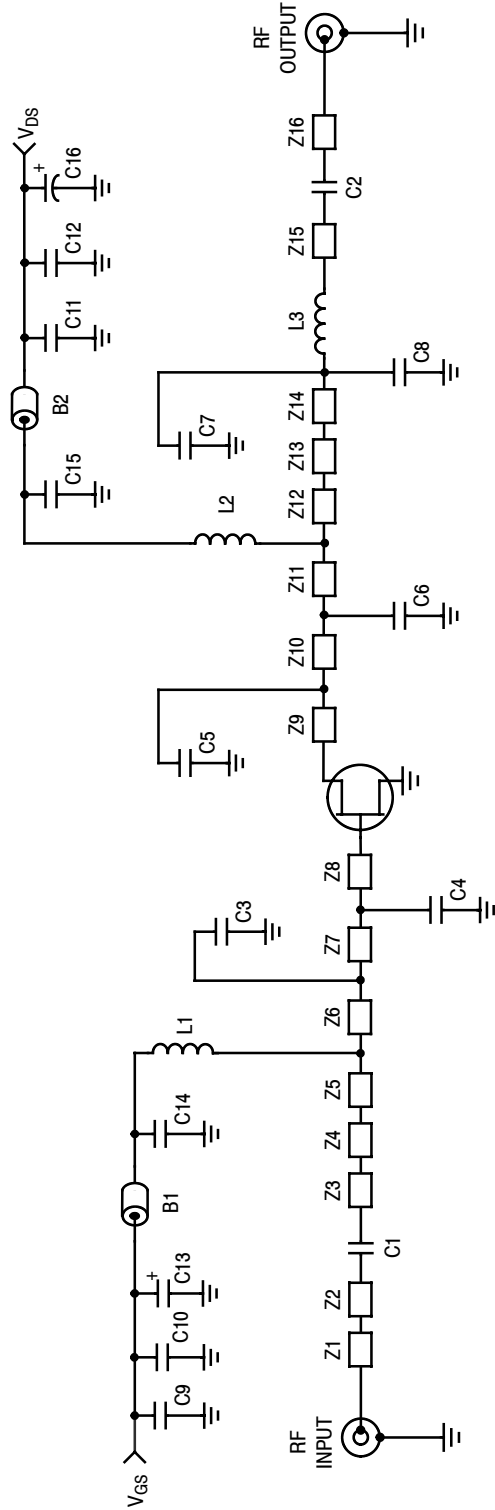 VGS
C9
C10
+
C13
B1
C14
L1
RF
INPUT
Z1
Z2
C1
Z3
Z4
Z5
Z6
C3
Z7
C4
Z8
Z9
C5
Z10
C6
Z11
L2
C15
B2
C11
C12
+
C16
VDS
Z12
Z13
Z14
C7
C8
L3
Z15
C2
Z16
RF
OUTPUT